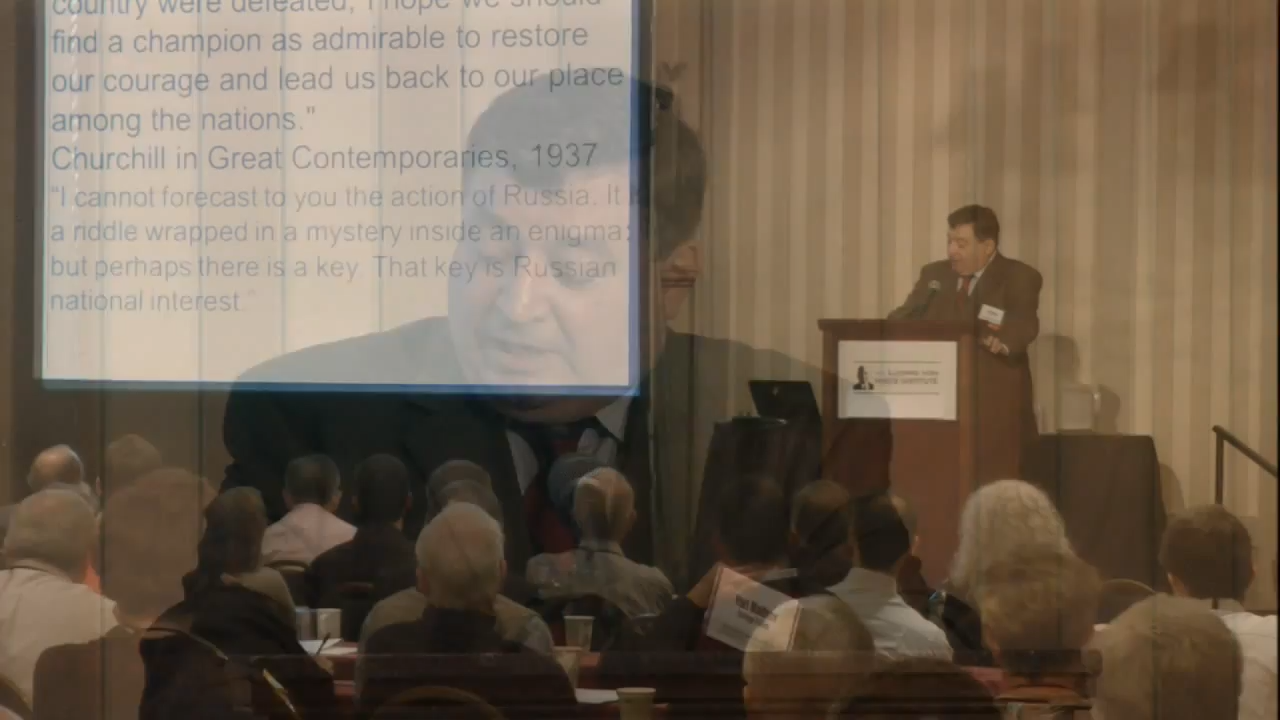 country were defeated, I hope we should
find a champion as admirable to restore
our courage and lead us back to our place
among the nations."
Churchill in Great Contemporaries, 1937
"I cannot forecast to you the action of Russia. It is
a riddle wrapped in a mystery inside an enigma:
but perhaps there is a key. That key is Russian
national interest."
MISES INSTITUTE